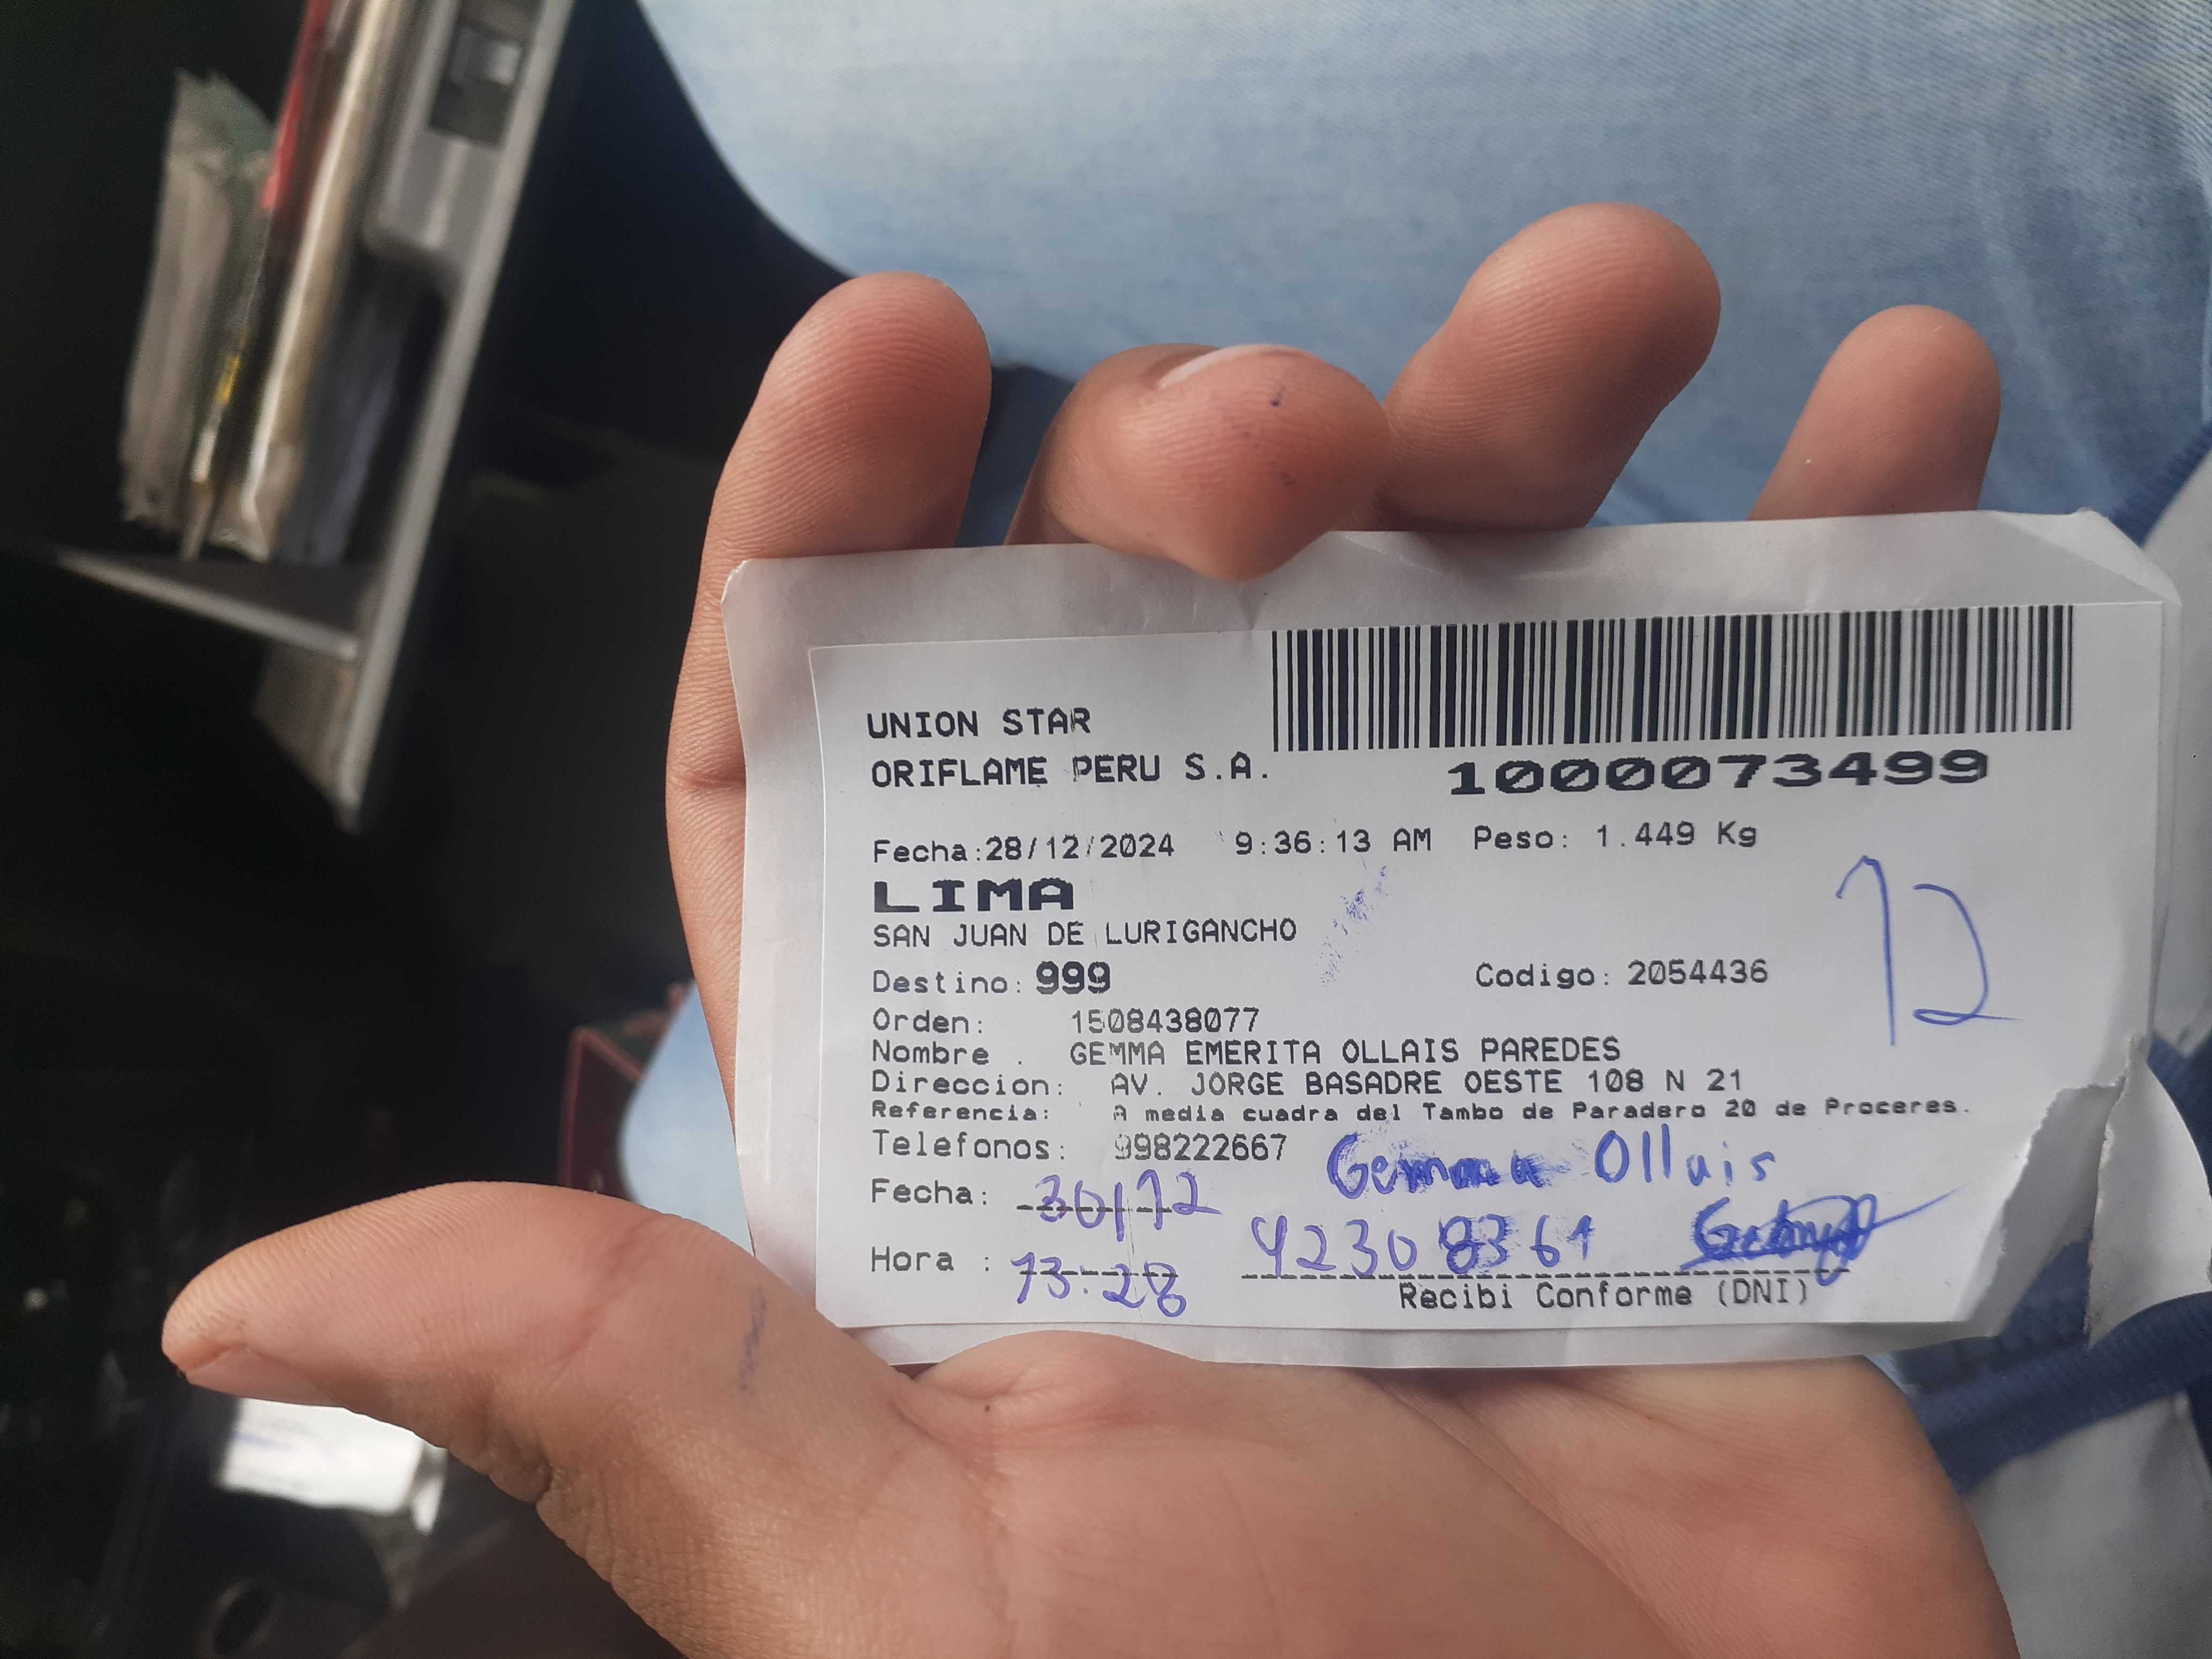 UNION STAR
ORIFLAME PERU S.A.
1000073499
Fecha:28/12/2024 9:36:13 AM Peso: 1.449 Kg
LIMA
12
SAN JUAN DE LURIGANCHO
Destino: 999 Codigo: 2054436
Orden: 1508438077
Nombre . GEMMA EMERITA OLLAIS PAREDES
Direccion: AV. JORGE BASADRE OESTE 108 N 21
Referencia: A media cuadra del Tambo de Paradero 20 de Proceres.
Telefonos: 998222667
Gemma Ollais
Fecha: 30/12
42308361
Hora : 13:28
Recibi Conforme (DNI)